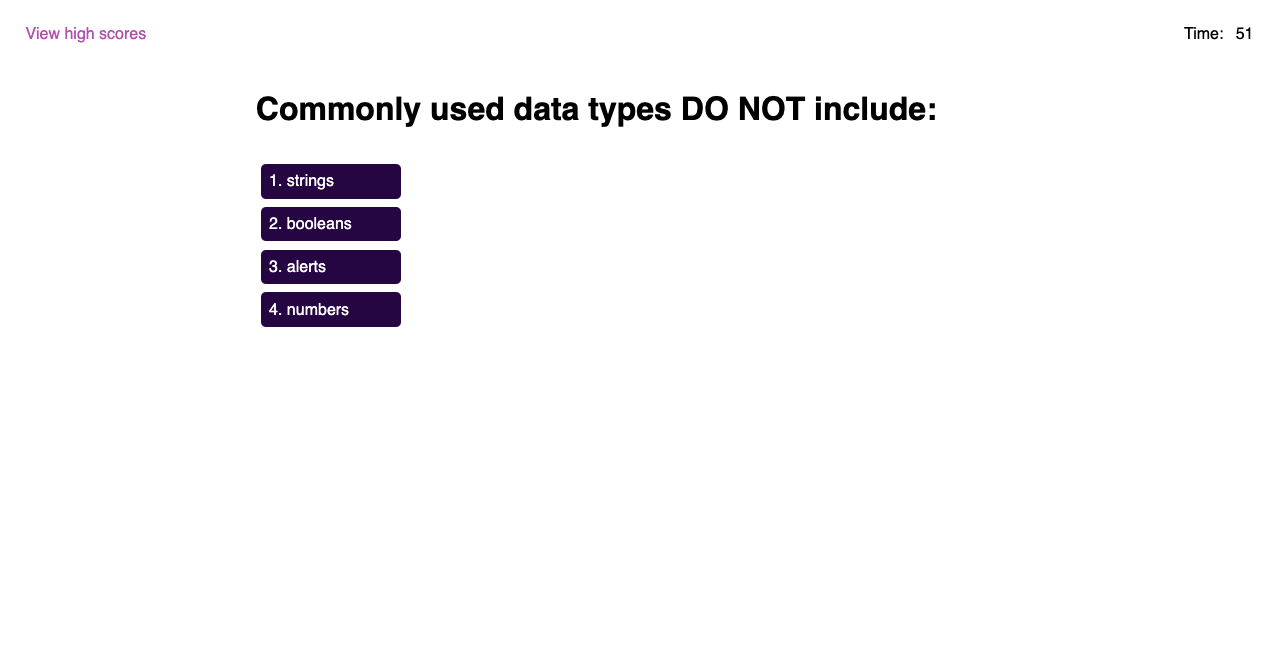 View high scores
Time: 51
Commonly used data types DO NOT include:
1. strings
2. booleans
3. alerts
4. numbers